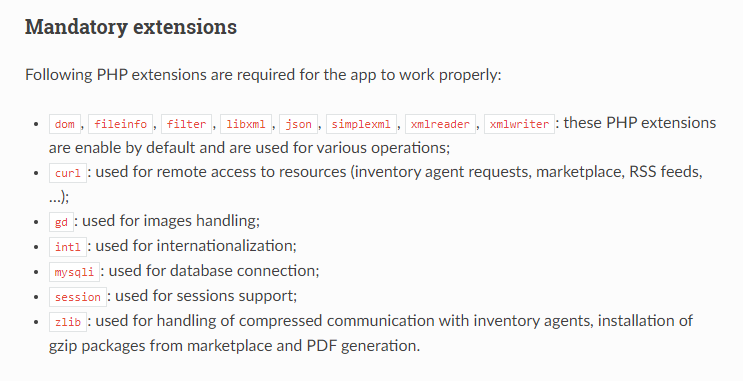 Mandatory extensions
Following PHP extensions are required for the app to work properly:
• dom, fileinfo, filter, libxml, json, simplexml, xmlreader, xmlwriter: these PHP extensions
are enable by default and are used for various operations;
• curl: used for remote access to resources (inventory agent requests, marketplace, RSS feeds,
...);
• gd: used for images handling;
• intl: used for internationalization;
• mysqli: used for database connection;
• session: used for sessions support;
• zlib: used for handling of compressed communication with inventory agents, installation of
gzip packages from marketplace and PDF generation.